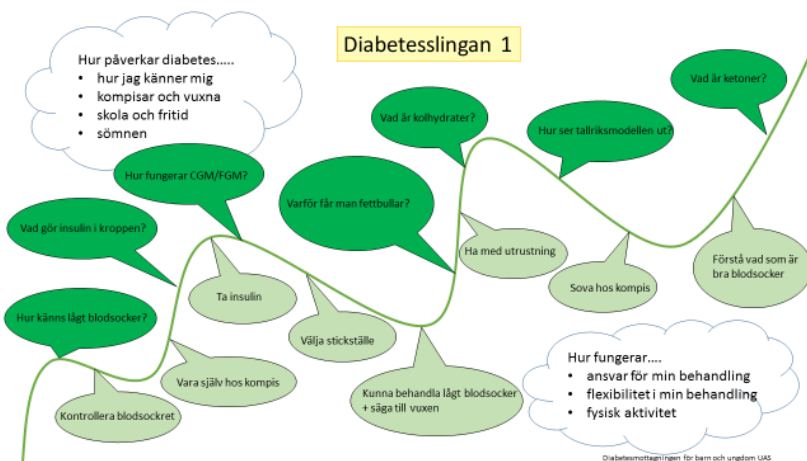 Diabetesslingan 1
Hur påverkar diabetes.....
• hur jag känner mig
• kompisar och vuxna
• skola och fritid
• sömnen
Vad är ketoner?
Vad är kolhydrater?
Hur ser tallriksmodellen ut?
Hur fungerar CGM/FGM?
Varför får man fettbullar?
Vad gör insulin i kroppen?
Ha med utrustning
Förstå vad som är
bra blodsocker
Sova hos kompis
Ta insulin
Hur känns lågt blodsocker?
Välja stickställe
Vara själv hos kompis
Kunna behandla lågt blodsocker
+ säga till vuxen
Kontrollera blodsockret
Hur fungerar....
• ansvar för min behandling
• flexibilitet i min behandling
• fysisk aktivitet
Diabetesmottagningen för barn och ungdom UAS